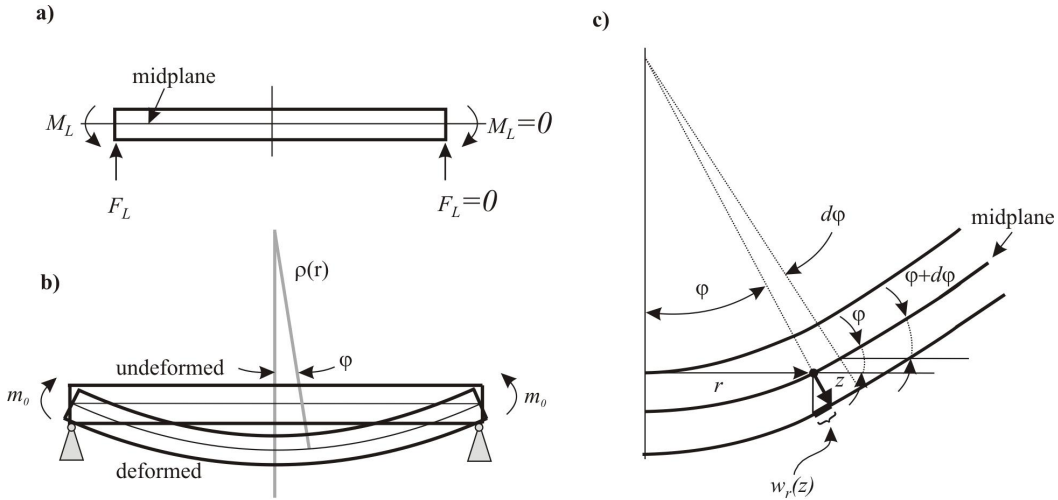 a)
midplane
M_L
M_L=0
F_L
F_L=0
b)
ρ(r)
undeformed
φ
m_0
m_0
deformed
c)
dφ
midplane
φ
φ+dφ
φ
r
z
w_r(z)